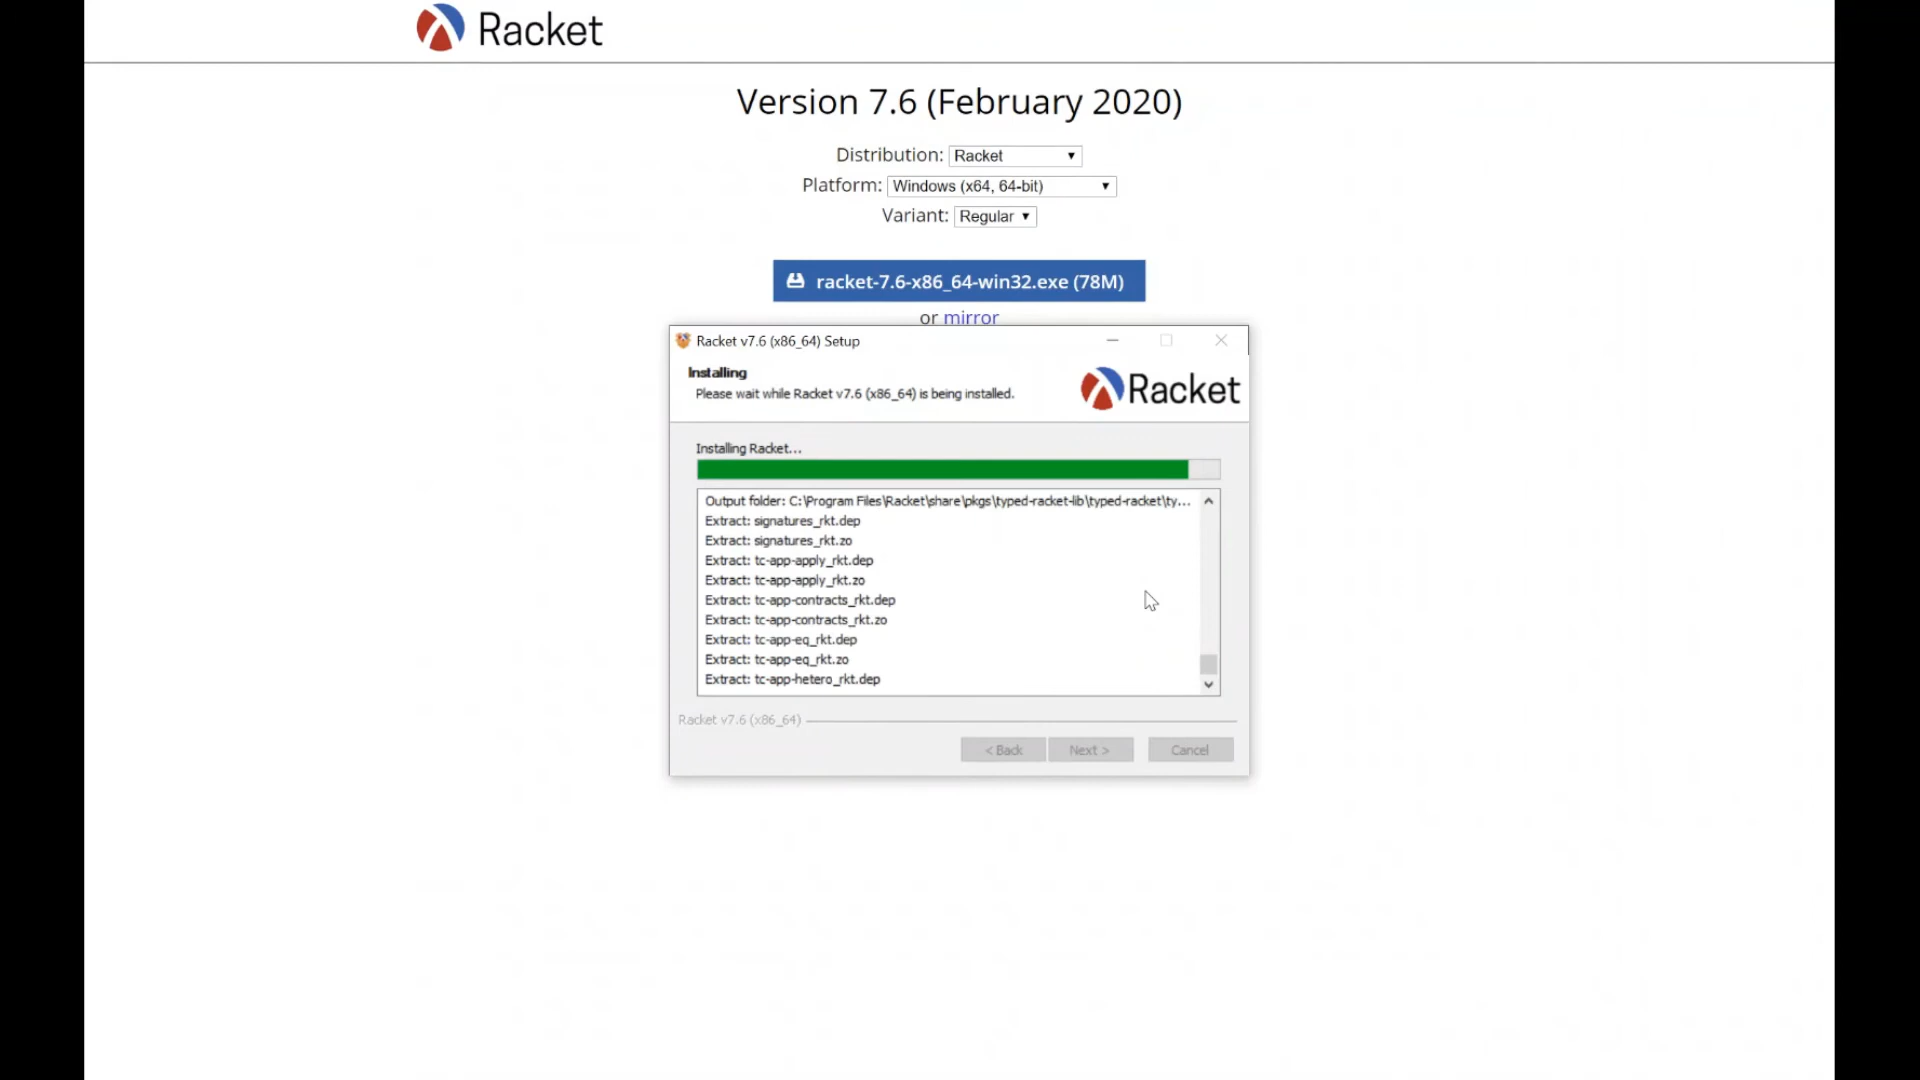 Racket
Version 7.6 (February 2020)
Distribution: Racket
Platform: Windows (x64, 64-bit)
Variant: Regular
racket-7.6-x86_64-win32.exe (78M)
or mirror
Racket v7.6 (x86_64) Setup
Installing
Please wait while Racket v7.6 (x86_64) is being installed.
Racket
Installing Racket...
Output folder: C:\Program Files\Racket\share\pkgs\typed-racket-lib\typed-racket\ty...
Extract: signatures_rkt.dep
Extract: signatures_rkt.zo
Extract: tc-app-apply_rkt.dep
Extract: tc-app-apply_rkt.zo
Extract: tc-app-contracts_rkt.dep
Extract: tc-app-contracts_rkt.zo
Extract: tc-app-eq_rkt.dep
Extract: tc-app-eq_rkt.zo
Extract: tc-app-hetero_rkt.dep
Racket v7.6 (x86_64)
< Back Next > Cancel